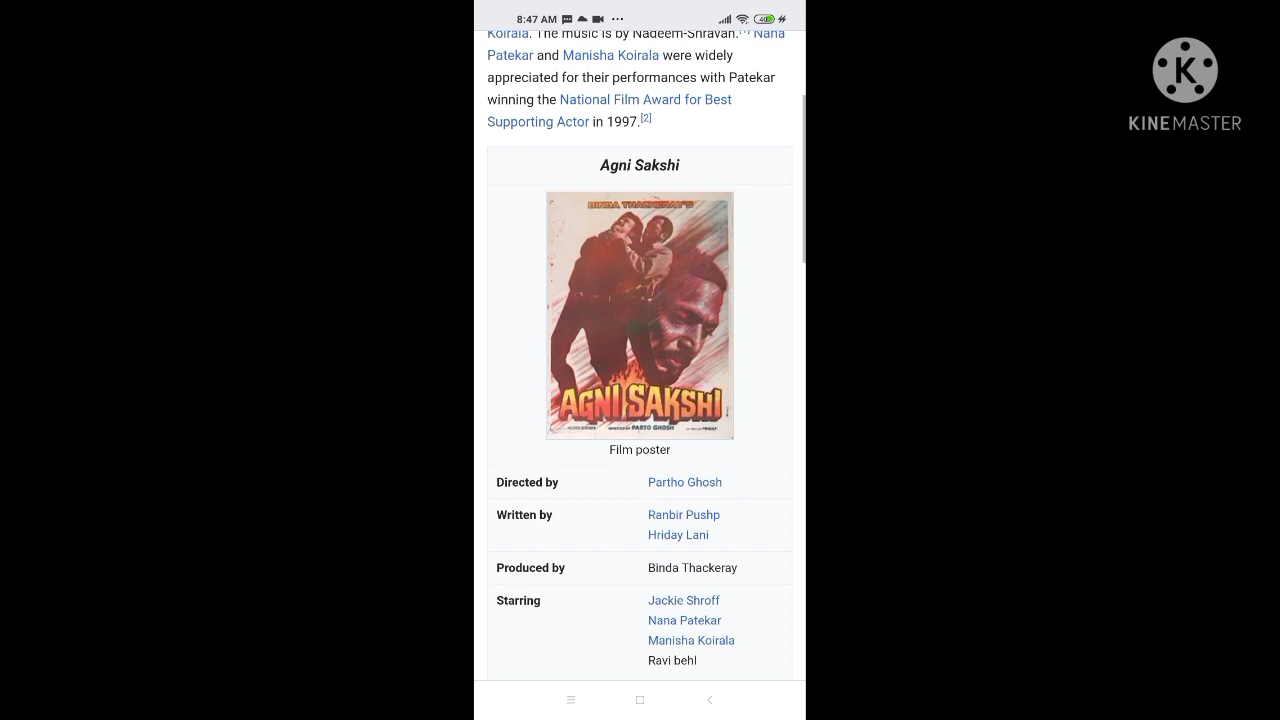 8:47 AM
40
Koirala. The music is by Nadeem-Shravan.[1] Nana
Patekar and Manisha Koirala were widely
appreciated for their performances with Patekar
winning the National Film Award for Best
Supporting Actor in 1997.[2]
Agni Sakshi
BINDA THACKERAY'S
AGNI SAKSHI
PARTO GHOSH
Film poster
Directed by Partho Ghosh
Written by Ranbir Pushp
Hriday Lani
Produced by Binda Thackeray
Starring Jackie Shroff
Nana Patekar
Manisha Koirala
Ravi behl
K
KINEMASTER